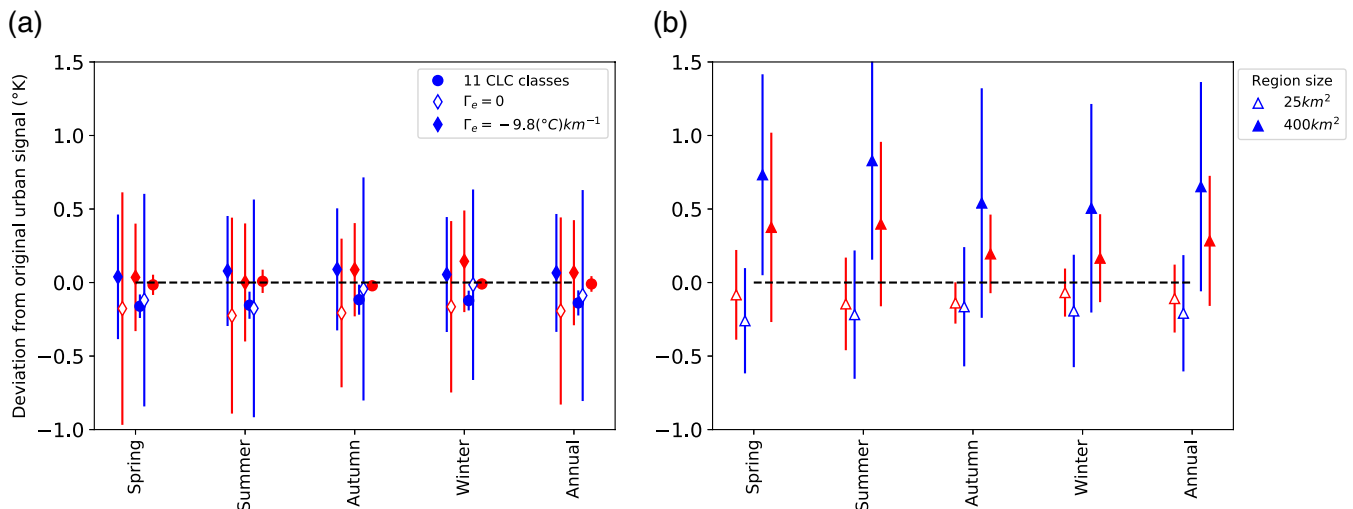 (a)
Deviation from original urban signal (°K)
1.5
1.0
0.5
0.0
−0.5
−1.0
11 CLC classes
Γe = 0
Γe = −9.8(°C)km⁻¹
Spring
Summer
Autumn
Winter
Annual
(b)
1.5
1.0
0.5
0.0
−0.5
−1.0
Spring
Summer
Autumn
Winter
Annual
Region size
25km²
400km²